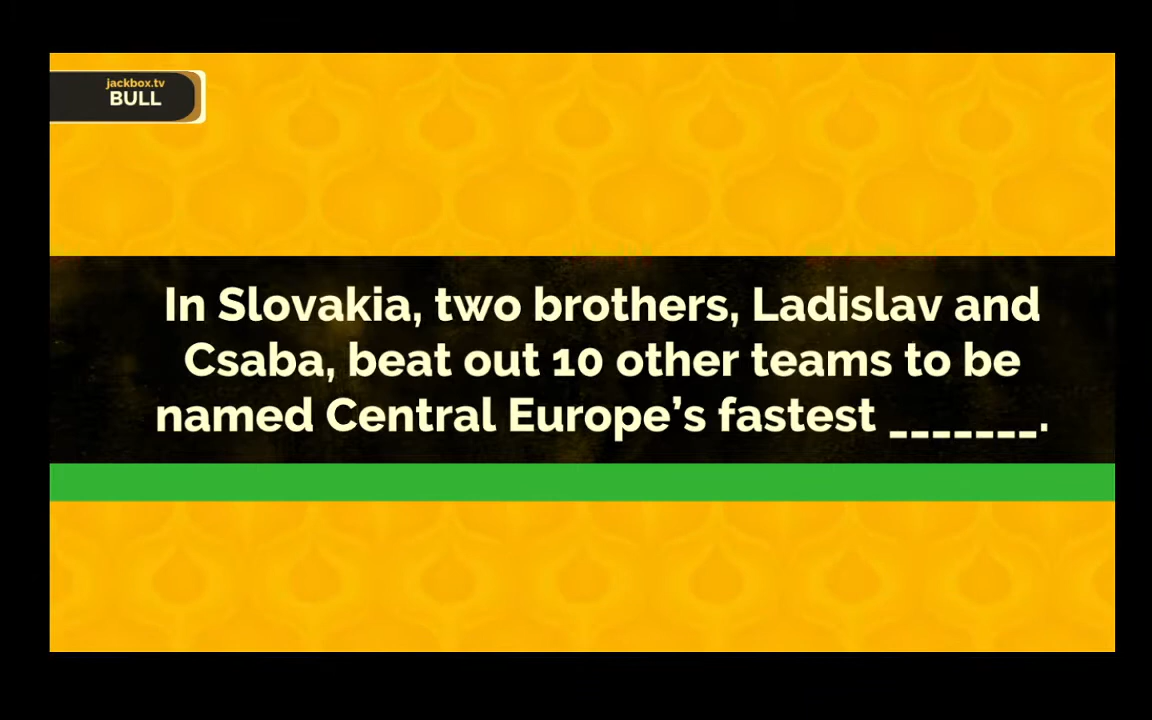 jackbox.tv
BULL
In Slovakia, two brothers, Ladislav and
Csaba, beat out 10 other teams to be
named Central Europe’s fastest _______.